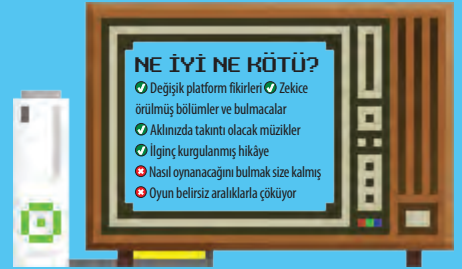 NE İYİ NE KÖTÜ?
Değişik platform fikirleri Zekice
örülmüş bölümler ve bulmacalar
Aklınızda takıntı olacak müzikler
İlginç kurgulanmış hikâye
Nasıl oynanacağını bulmak size kalmış
Oyun belirsiz aralıklarla çöküyor